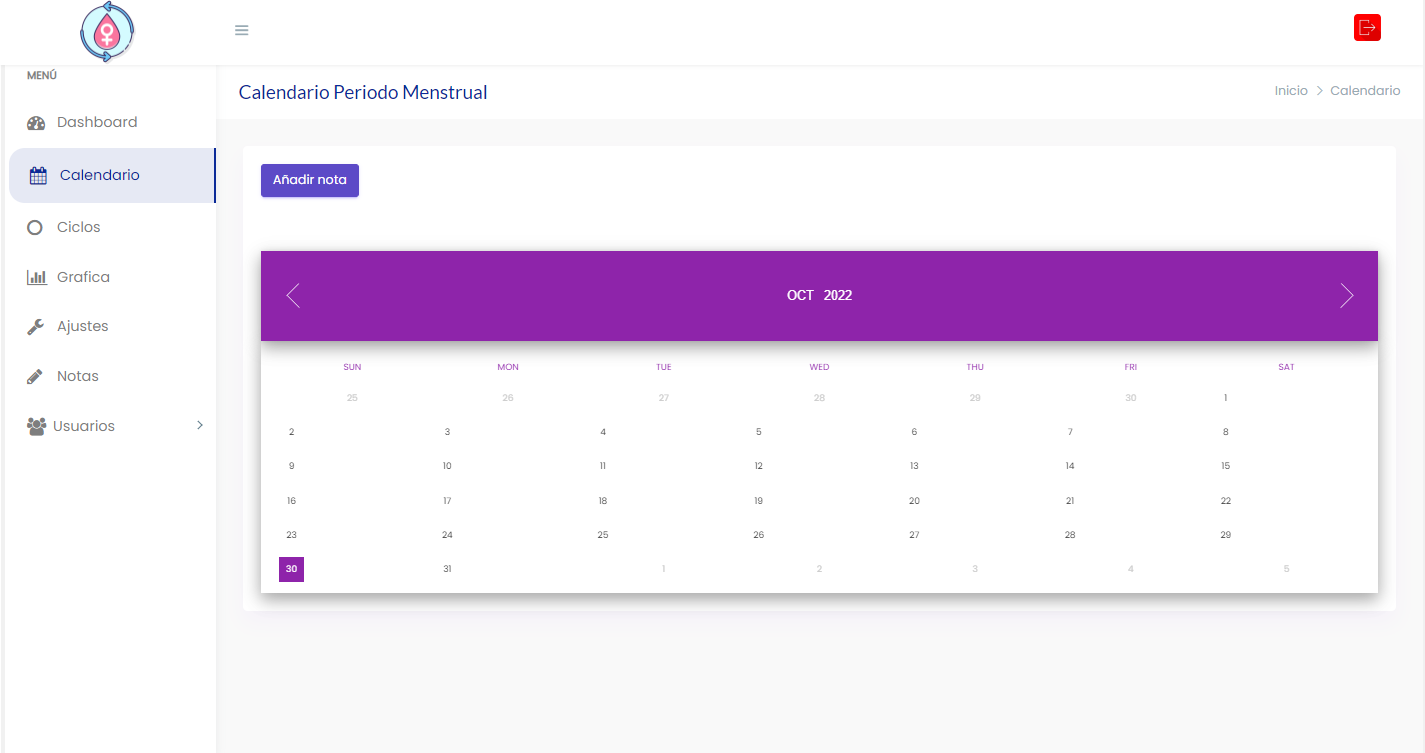 MENÚ
Calendario Periodo Menstrual
Inicio > Calendario
Dashboard
Calendario
Ciclos
Grafica
Ajustes
Notas
Usuarios
Añadir nota
OCT 2022
SUN MON TUE WED THU FRI SAT
25 26 27 28 29 30 1
2 3 4 5 6 7 8
9 10 11 12 13 14 15
16 17 18 19 20 21 22
23 24 25 26 27 28 29
30 31 1 2 3 4 5